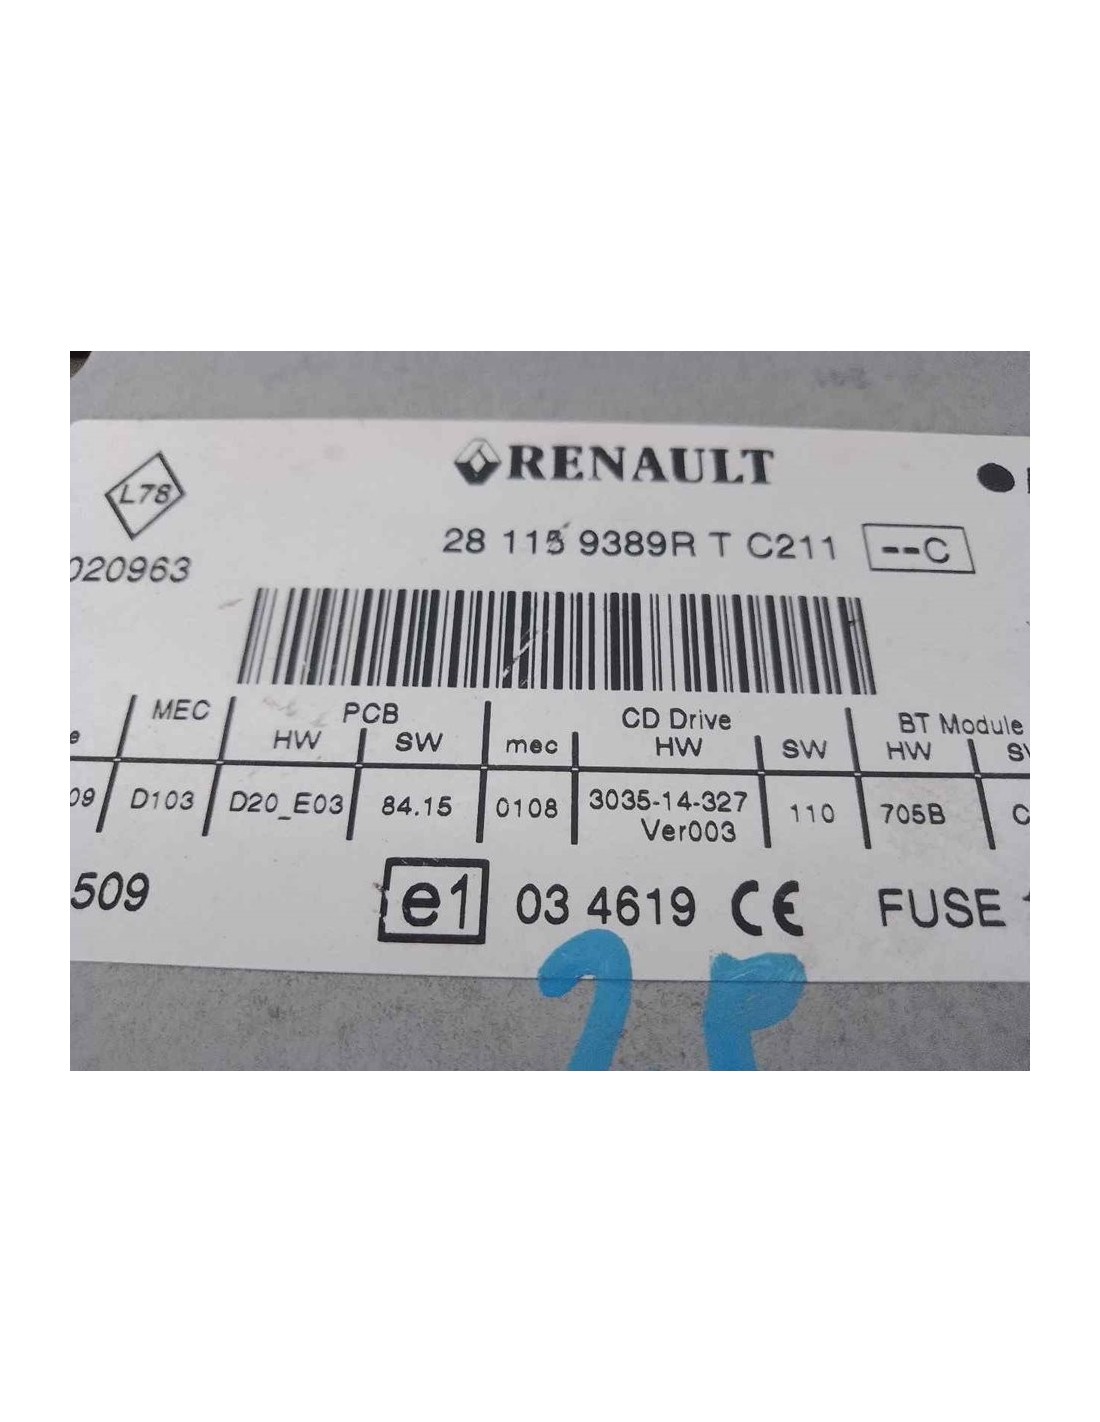 L78
RENAULT
28 115 9389R T C211 --C
020963
MEC PCB CD Drive BT Module
HW SW mec HW SW HW
09 D103 D20_E03 84.15 0108 3035-14-327 110 705B C
Ver003
509 e1 03 4619 CE FUSE